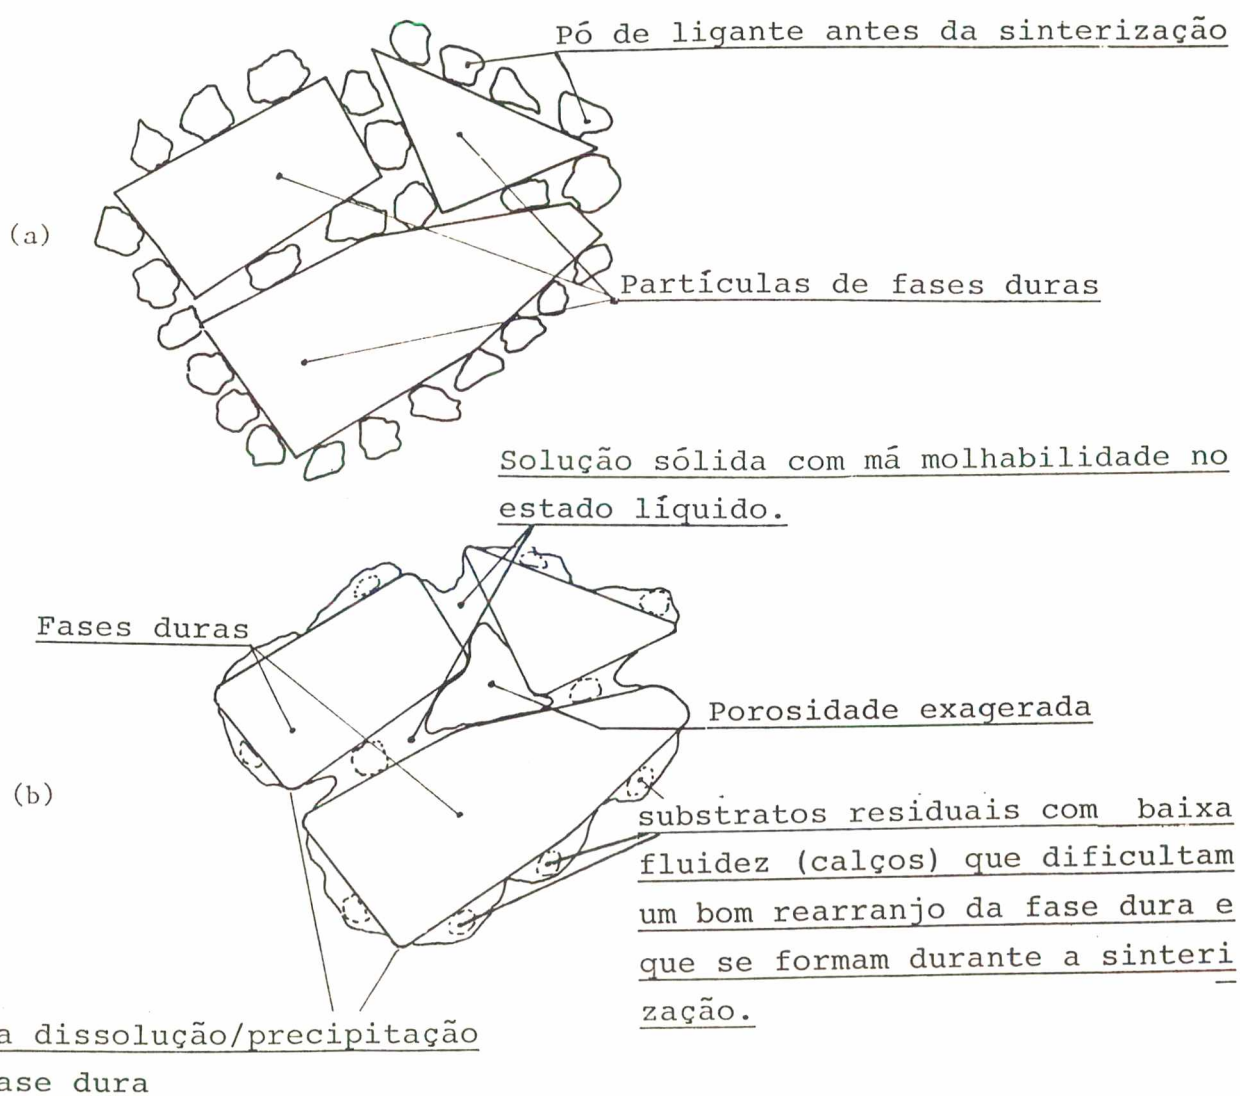 Pó de ligante antes da sinterização
(a)
Partículas de fases duras
Solução sólida com má molhabilidade no
estado líquido.
Fases duras
Porosidade exagerada
(b)
substratos residuais com baixa
fluidez (calços) que dificultam
um bom rearranjo da fase dura e
que se formam durante a sinteri
zação.
a dissolução/precipitação
ase dura